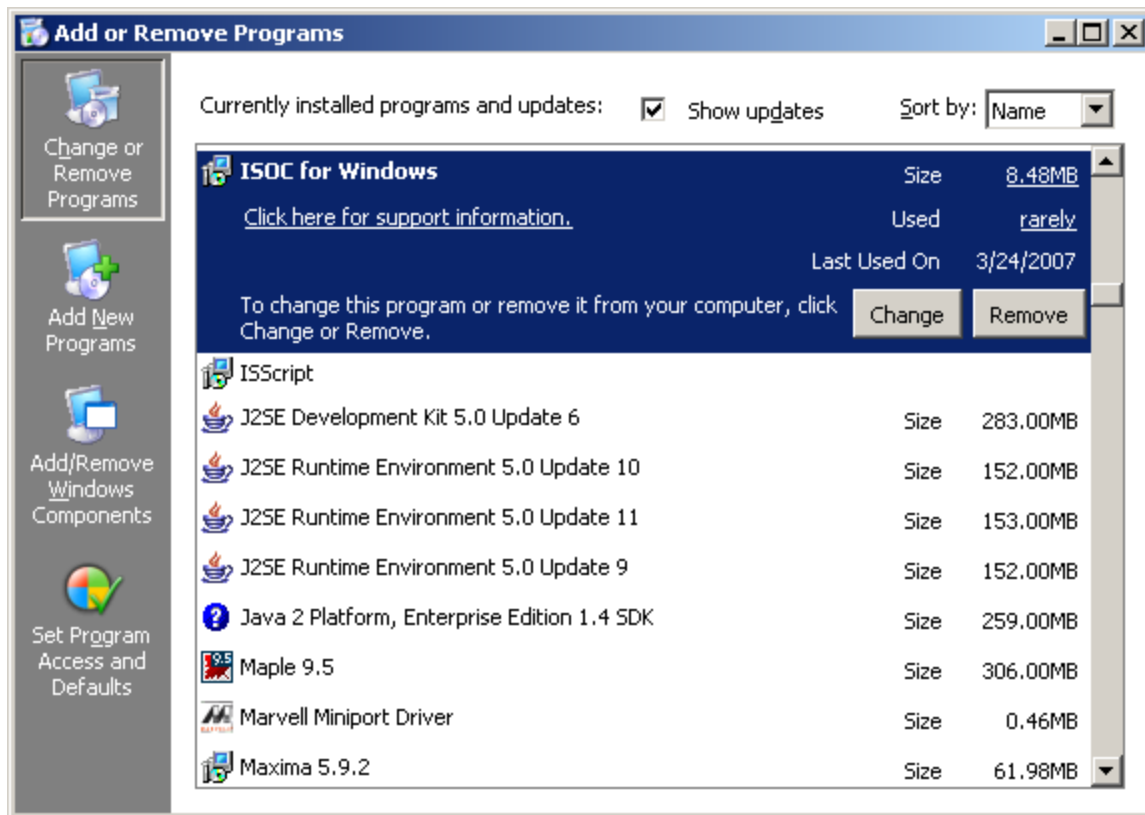 Add or Remove Programs
Change or
Remove
Programs
Add New
Programs
Add/Remove
Windows
Components
Set Program
Access and
Defaults
Currently installed programs and updates: Show updates Sort by: Name
ISOC for Windows Size 8.48MB
Click here for support information. Used rarely
Last Used On 3/24/2007
To change this program or remove it from your computer, click
Change or Remove.
Change Remove
ISScript
J2SE Development Kit 5.0 Update 6 Size 283.00MB
J2SE Runtime Environment 5.0 Update 10 Size 152.00MB
J2SE Runtime Environment 5.0 Update 11 Size 153.00MB
J2SE Runtime Environment 5.0 Update 9 Size 152.00MB
Java 2 Platform, Enterprise Edition 1.4 SDK Size 259.00MB
9.5 Maple 9.5 Size 306.00MB
Marvell Miniport Driver Size 0.46MB
Maxima 5.9.2 Size 61.98MB